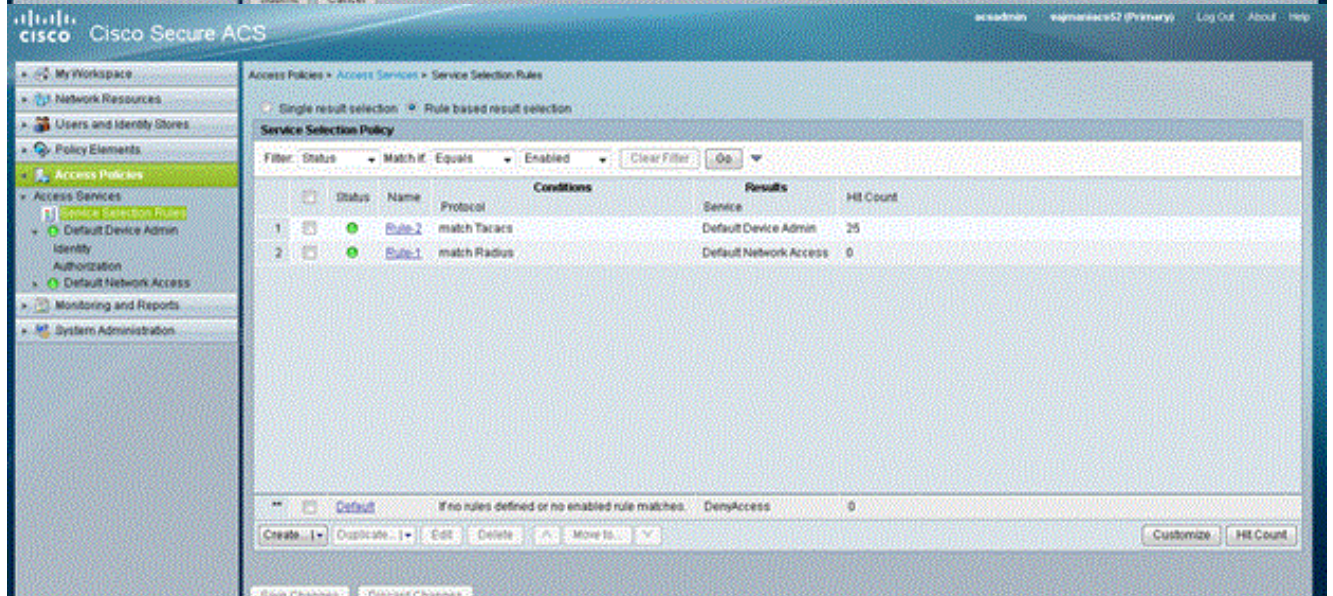 Submit Cancel
cisco Cisco Secure ACS
acsadmin (Primary) Log Out About Help
My Workspace
Network Resources
Users and Identity Stores
Policy Elements
Access Policies
Access Services
Service Selection Rules
Default Device Admin
Identity
Authorization
Default Network Access
Monitoring and Reports
System Administration
Access Policies > Access Services > Service Selection Rules
Single result selection Rule based result selection
Service Selection Policy
Filter: Status Match if: Equals Enabled Clear Filter Go
Status Name Conditions Results Hit Count
Protocol Service
1 Rule-2 match Tacacs Default Device Admin 25
2 Rule-1 match Radius Default Network Access 0
** Default If no rules defined or no enabled rule matches. DenyAccess 0
Create... Duplicate... Edit Delete ^ Move to... Customize Hit Count
Save Changes Discard Changes